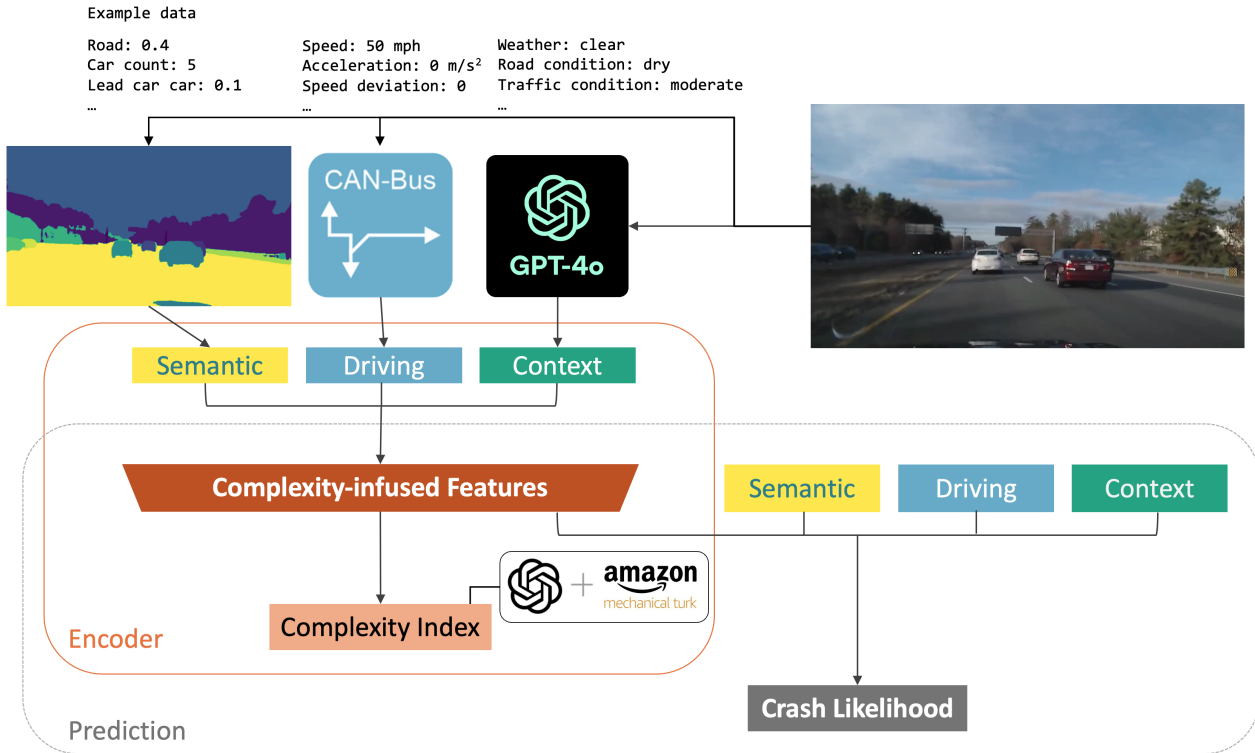 Example data
Road: 0.4
Car count: 5
Lead car car: 0.1
…
Speed: 50 mph
Acceleration: 0 m/s²
Speed deviation: 0
…
Weather: clear
Road condition: dry
Traffic condition: moderate
…
CAN-Bus
GPT-4o
Semantic
Driving
Context
Complexity-infused Features
Semantic
Driving
Context
+ amazon
mechanical turk
Complexity Index
Encoder
Crash Likelihood
Prediction